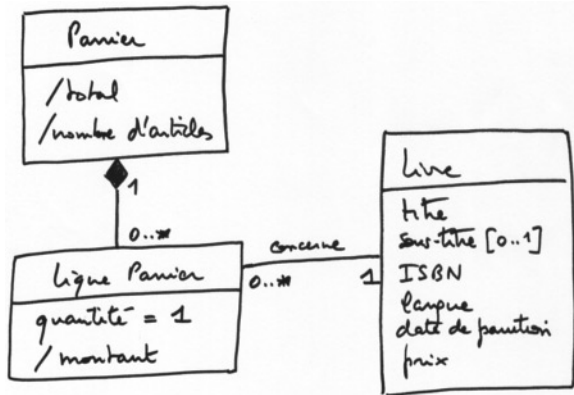 Panier
/total
/nombre d'articles
1
0..*
Ligne Panier
quantité = 1
/ montant
concerne
0..*
1
Livre
titre
sous-titre [0..1]
ISBN
langue
date de parution
prix